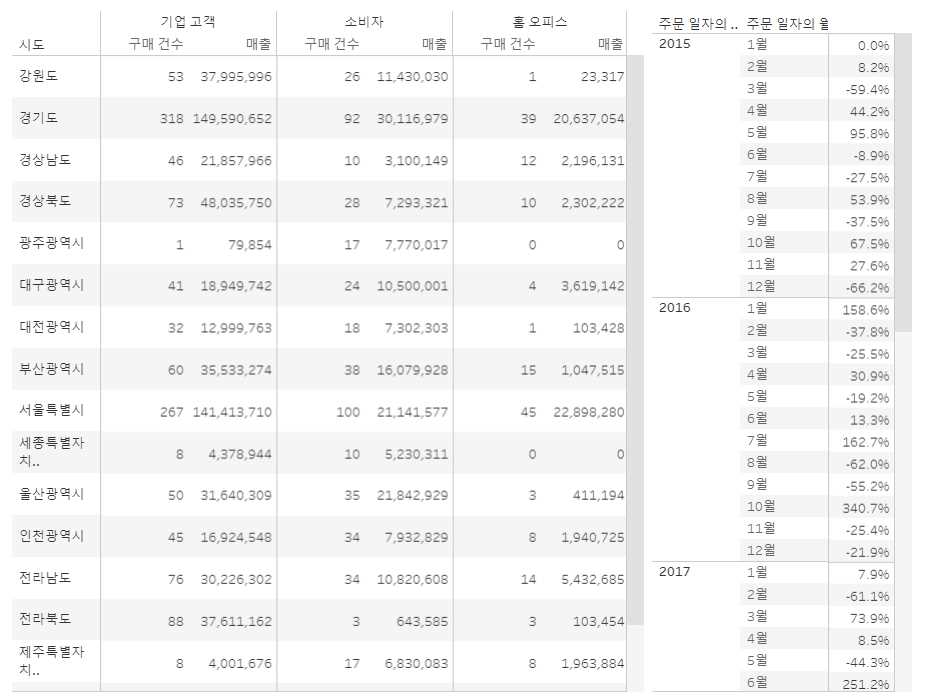 기업 고객 소비자 홈 오피스
시도 구매 건수 매출 구매 건수 매출 구매 건수 매출
강원도 53 37,995,996 26 11,430,030 1 23,317
경기도 318 149,590,652 92 30,116,979 39 20,637,054
경상남도 46 21,857,966 10 3,100,149 12 2,196,131
경상북도 73 48,035,750 28 7,293,321 10 2,302,222
광주광역시 1 79,854 17 7,770,017 0 0
대구광역시 41 18,949,742 24 10,500,001 4 3,619,142
대전광역시 32 12,999,763 18 7,302,303 1 103,428
부산광역시 60 35,533,274 38 16,079,928 15 1,047,515
서울특별시 267 141,413,710 100 21,141,577 45 22,898,280
세종특별자
치.. 8 4,378,944 10 5,230,311 0 0
울산광역시 50 31,640,309 35 21,842,929 3 411,194
인천광역시 45 16,924,548 34 7,932,829 8 1,940,725
전라남도 76 30,226,302 34 10,820,608 14 5,432,685
전라북도 88 37,611,162 3 643,585 3 103,454
제주특별자
치.. 8 4,001,676 17 6,830,083 8 1,963,884
주문 일자의 .. 주문 일자의 월
2015 1월 0.0%
2월 8.2%
3월 -59.4%
4월 44.2%
5월 95.8%
6월 -8.9%
7월 -27.5%
8월 53.9%
9월 -37.5%
10월 67.5%
11월 27.6%
12월 -66.2%
2016 1월 158.6%
2월 -37.8%
3월 -25.5%
4월 30.9%
5월 -19.2%
6월 13.3%
7월 162.7%
8월 -62.0%
9월 -55.2%
10월 340.7%
11월 -25.4%
12월 -21.9%
2017 1월 7.9%
2월 -61.1%
3월 73.9%
4월 8.5%
5월 -44.3%
6월 251.2%